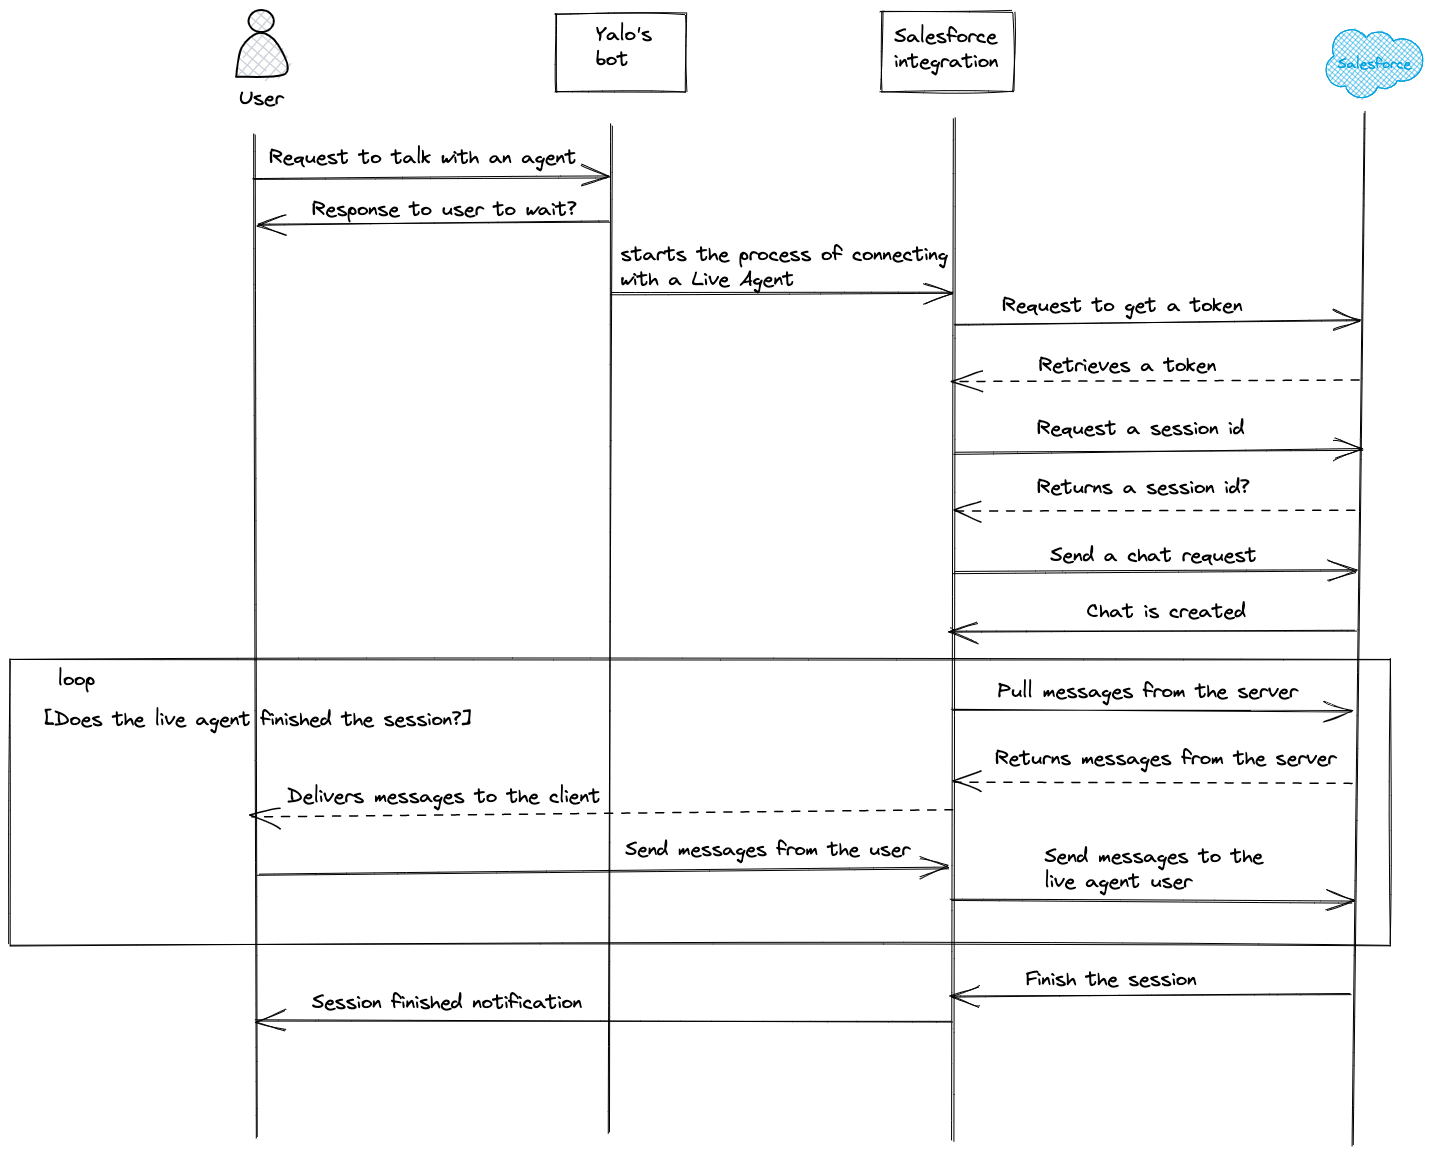 User
Yalo's
bot
Salesforce
integration
Salesforce
Request to talk with an agent
Response to user to wait?
starts the process of connecting
with a Live Agent
Request to get a token
Retrieves a token
Request a session id
Returns a session id?
Send a chat request
Chat is created
loop
[Does the live agent finished the session?]
Pull messages from the server
Returns messages from the server
Delivers messages to the client
Send messages from the user
Send messages to the
live agent user
Finish the session
Session finished notification